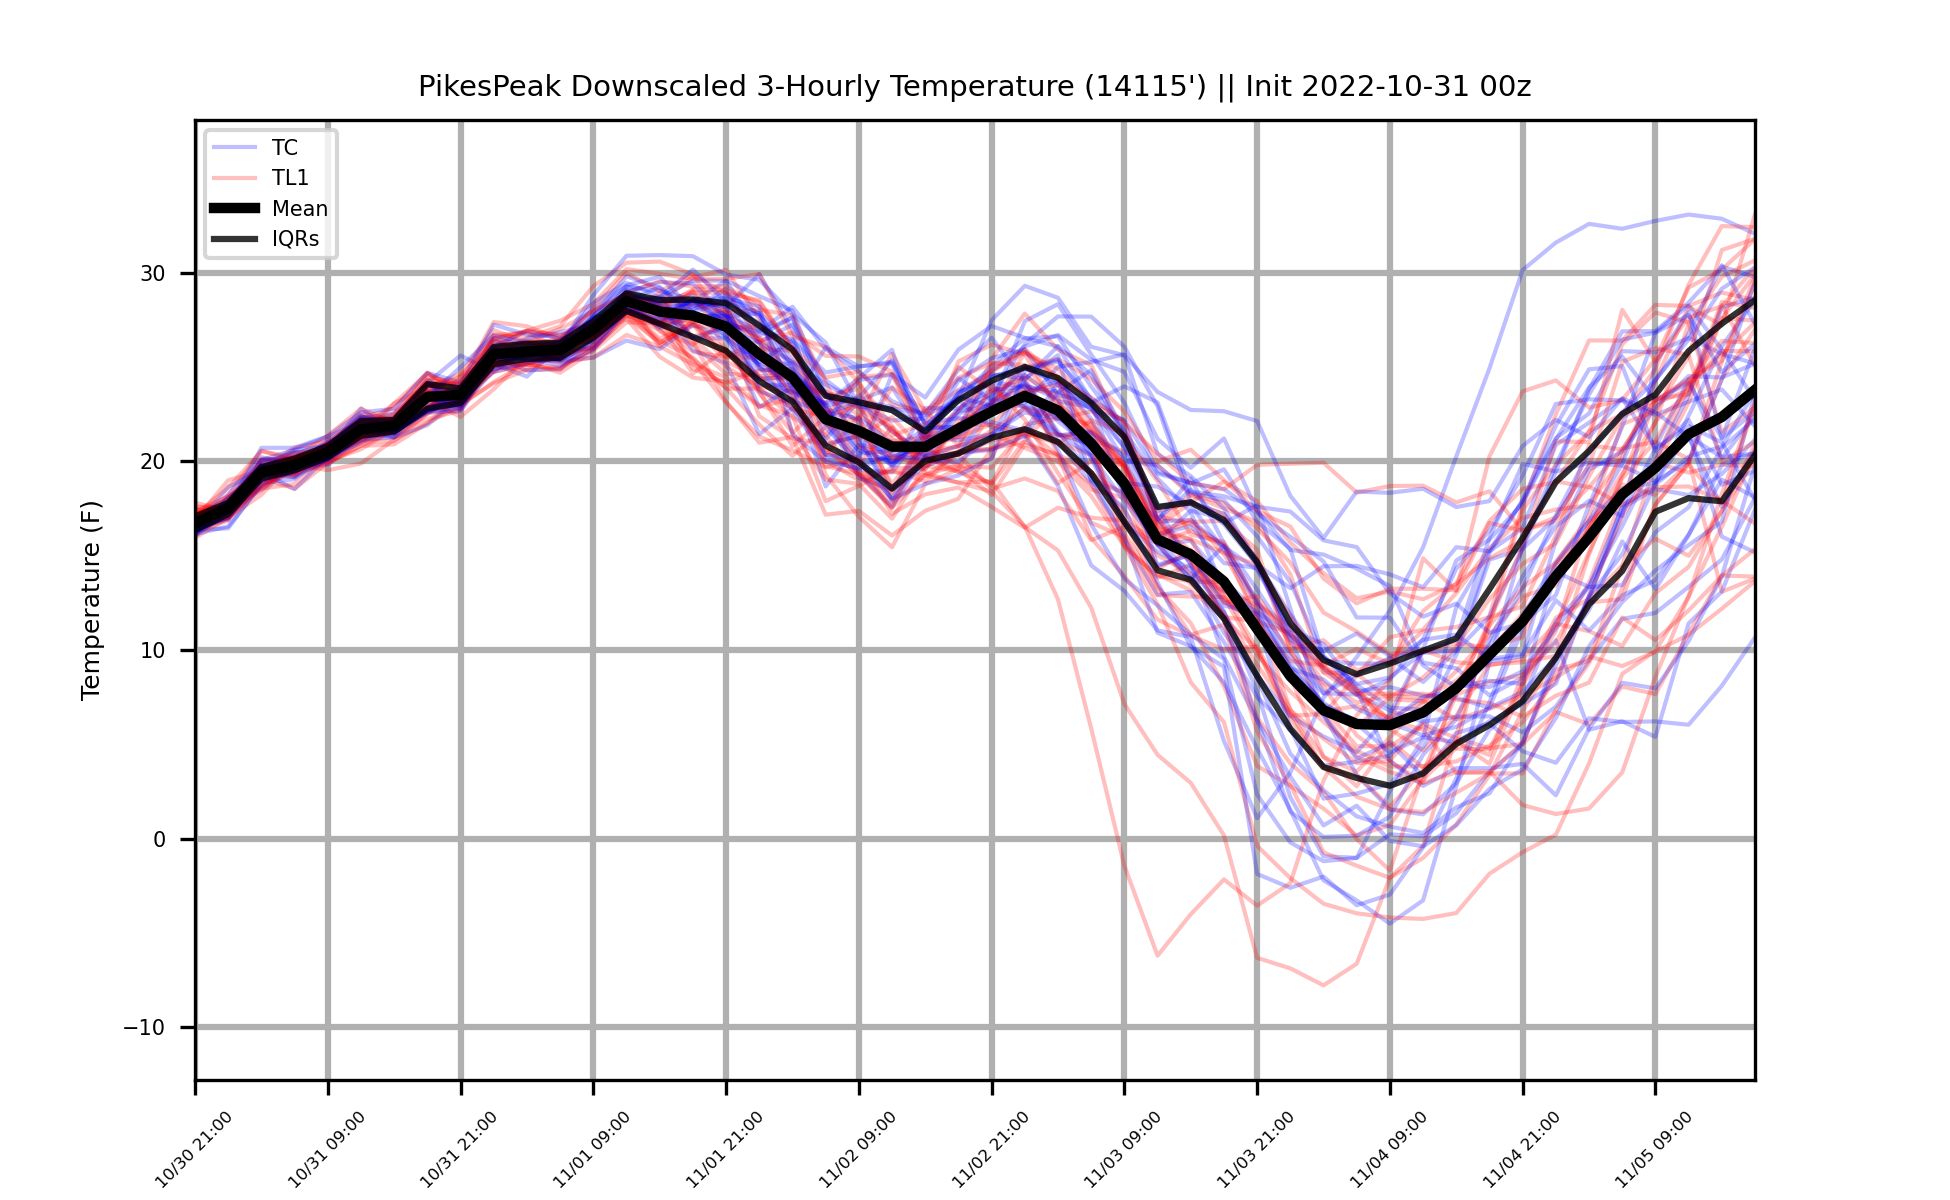 PikesPeak Downscaled 3-Hourly Temperature (14115') || Init 2022-10-31 00z
TC
TL1
Mean
IQRs
Temperature (F)
30
20
10
0
−10
10/30 21:00
10/31 09:00
10/31 21:00
11/01 09:00
11/01 21:00
11/02 09:00
11/02 21:00
11/03 09:00
11/03 21:00
11/04 09:00
11/04 21:00
11/05 09:00